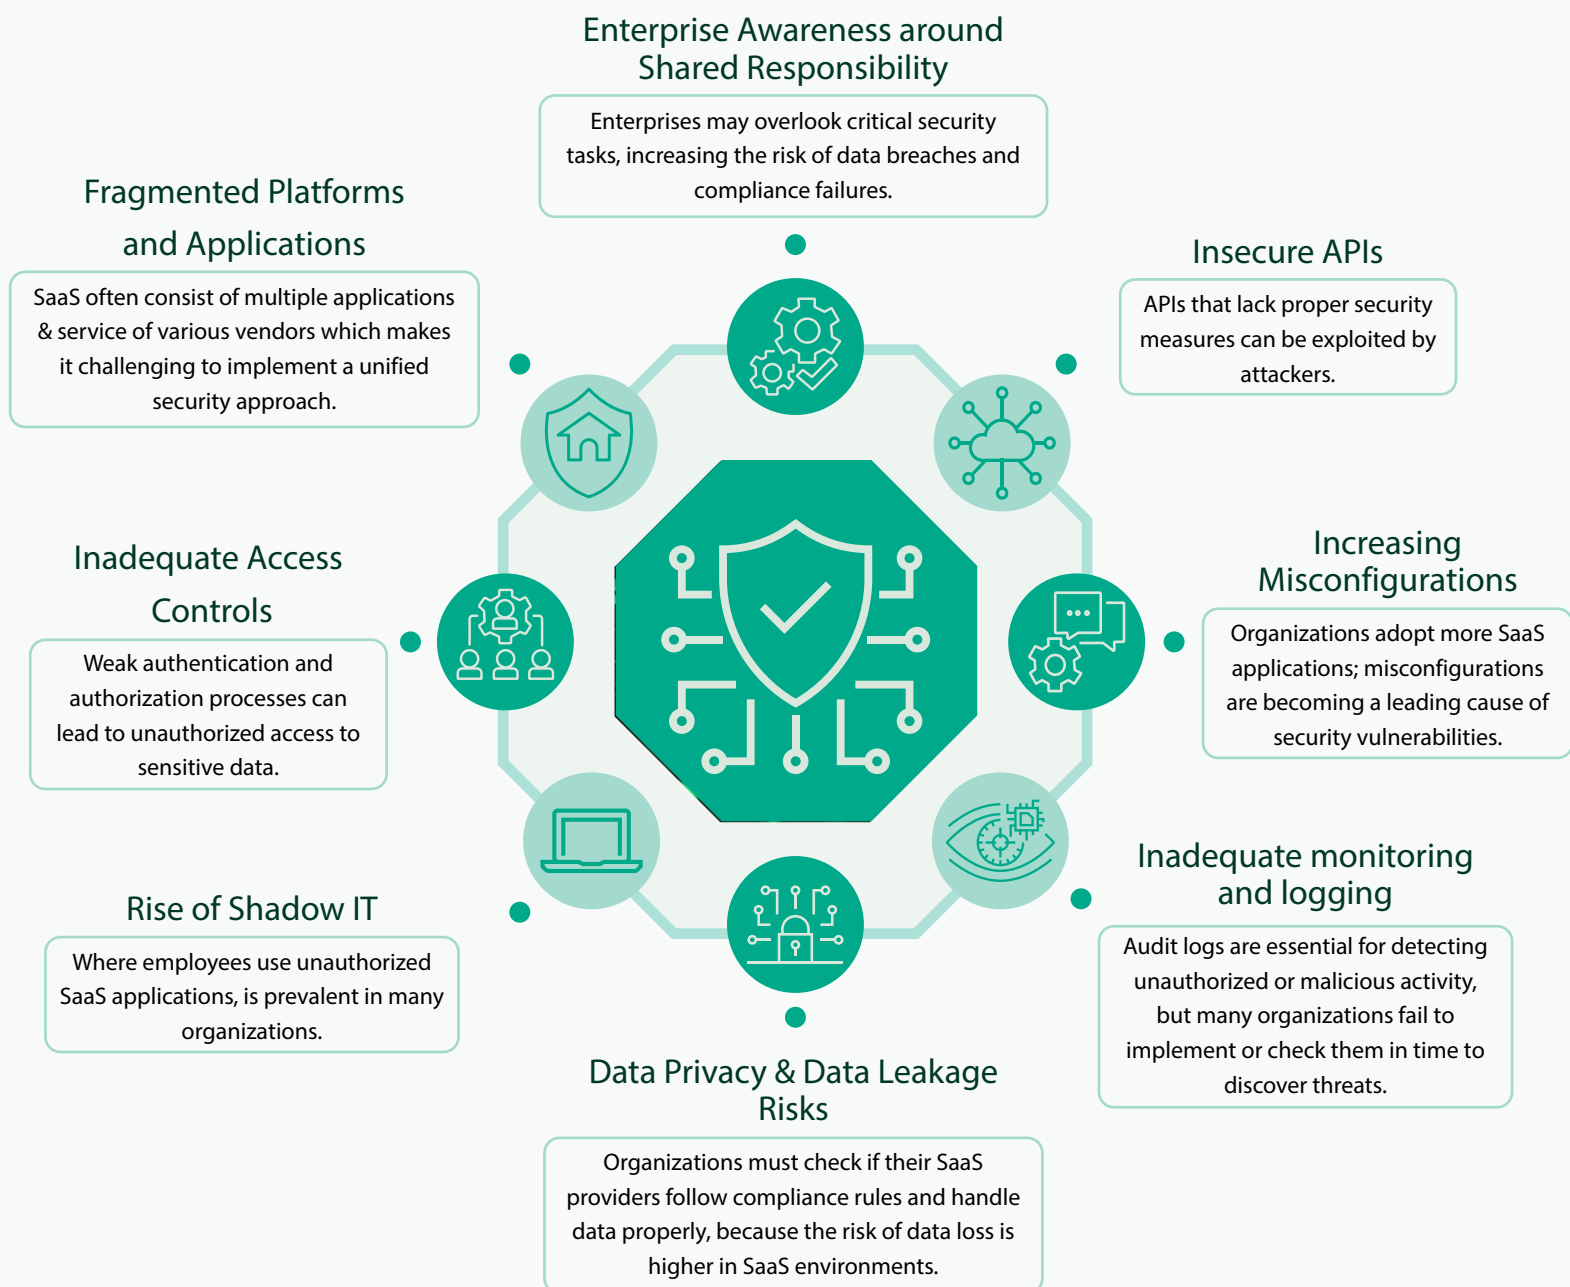 Enterprise Awareness around
Shared Responsibility
Enterprises may overlook critical security
tasks, increasing the risk of data breaches and
compliance failures.
Fragmented Platforms
and Applications
SaaS often consist of multiple applications
& service of various vendors which makes
it challenging to implement a unified
security approach.
Insecure APIs
APIs that lack proper security
measures can be exploited by
attackers.
Inadequate Access
Controls
Weak authentication and
authorization processes can
lead to unauthorized access to
sensitive data.
Increasing
Misconfigurations
Organizations adopt more SaaS
applications; misconfigurations
are becoming a leading cause of
security vulnerabilities.
Rise of Shadow IT
Where employees use unauthorized
SaaS applications, is prevalent in many
organizations.
Inadequate monitoring
and logging
Audit logs are essential for detecting
unauthorized or malicious activity,
but many organizations fail to
implement or check them in time to
discover threats.
Data Privacy & Data Leakage
Risks
Organizations must check if their SaaS
providers follow compliance rules and handle
data properly, because the risk of data loss is
higher in SaaS environments.